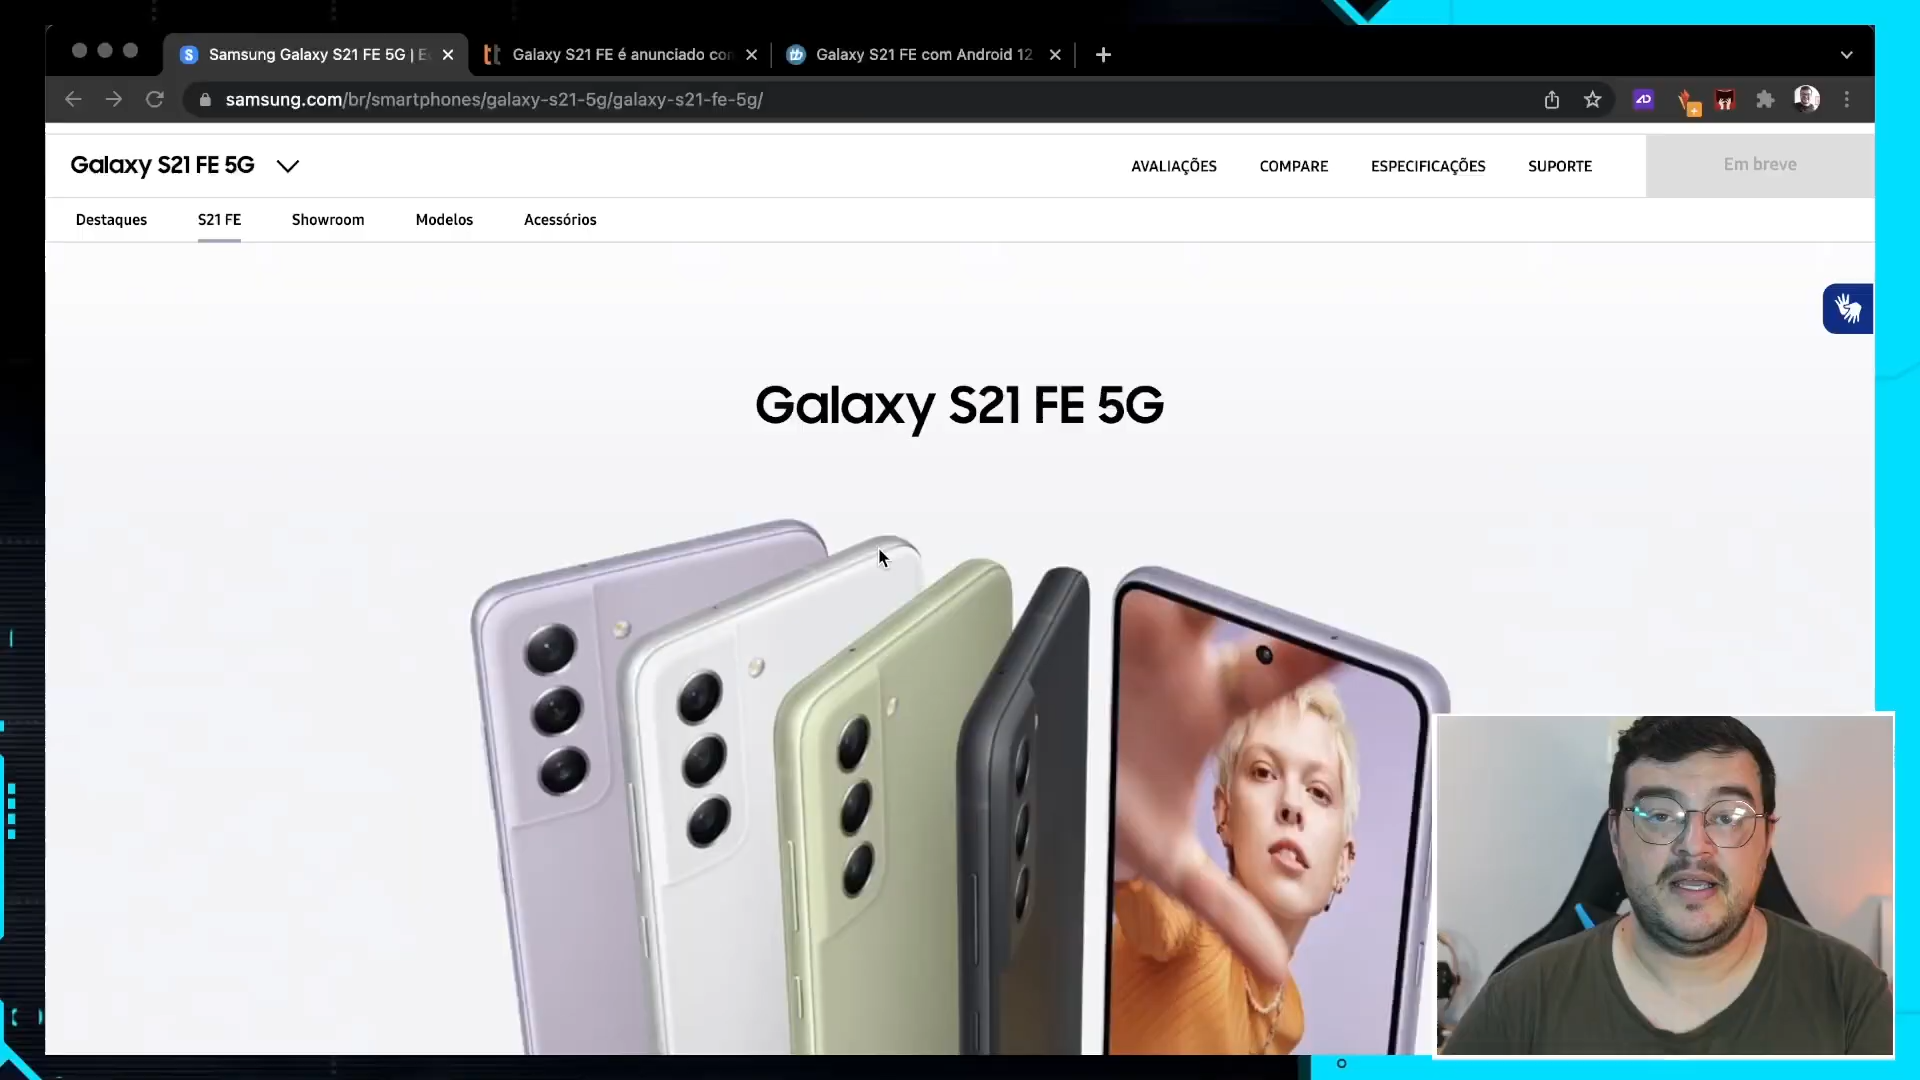 Samsung Galaxy S21 FE 5G |
Galaxy S21 FE é anunciado
Galaxy S21 FE com Android 12
samsung.com/br/smartphones/galaxy-s21-5g/galaxy-s21-fe-5g/
Galaxy S21 FE 5G
AVALIAÇÕES
COMPARE
ESPECIFICAÇÕES
SUPORTE
Em breve
Destaques
S21 FE
Showroom
Modelos
Acessórios
Galaxy S21 FE 5G